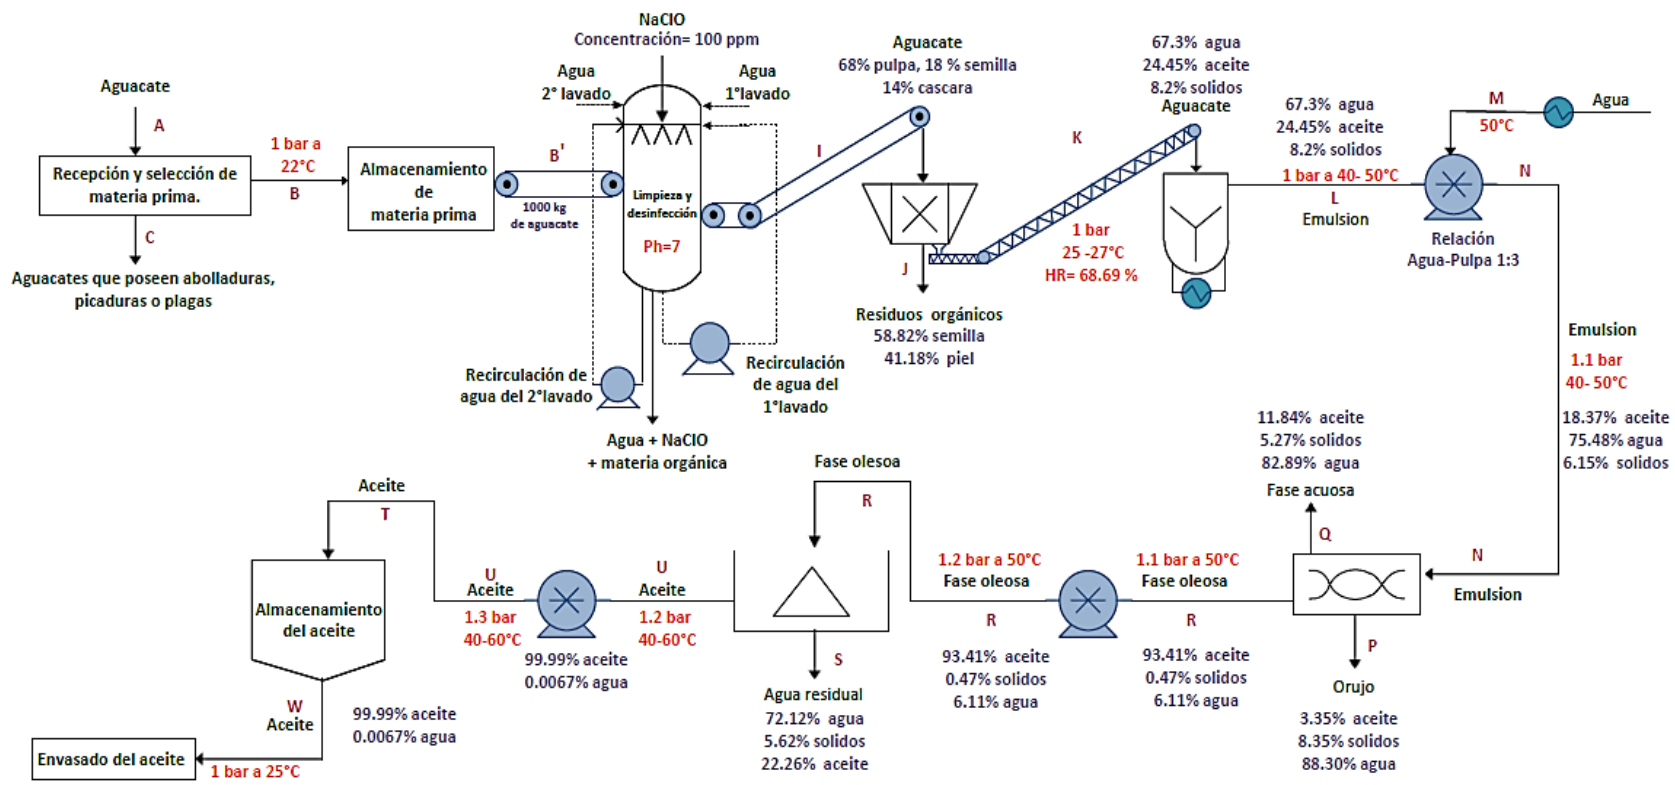 Aguacate
A
Recepción y selección de
materia prima.
C
Aguacates que poseen abolladuras,
picaduras o plagas
1 bar a
22°C
B
Almacenamiento
de
materia prima
B'
1000 kg
de aguacate
NaClO
Concentración= 100 ppm
Agua
2° lavado
Agua
1°lavado
Limpieza y
desinfección
Ph=7
Recirculación de
agua del 2°lavado
Recirculación
de agua del
1°lavado
Agua + NaClO
+ materia orgánica
I
Aguacate
68% pulpa, 18 % semilla
14% cascara
J
Residuos orgánicos
58.82% semilla
41.18% piel
K
1 bar
25 -27°C
HR= 68.69 %
67.3% agua
24.45% aceite
8.2% solidos
Aguacate
67.3% agua
24.45% aceite
8.2% solidos
1 bar a 40- 50°C
L
Emulsion
M
50°C
Agua
N
Relación
Agua-Pulpa 1:3
Emulsion
1.1 bar
40- 50°C
18.37% aceite
75.48% agua
6.15% solidos
N
Emulsion
11.84% aceite
5.27% solidos
82.89% agua
Fase acuosa
Q
P
Orujo
3.35% aceite
8.35% solidos
88.30% agua
1.1 bar a 50°C
Fase oleosa
R
93.41% aceite
0.47% solidos
6.11% agua
1.2 bar a 50°C
Fase oleosa
R
93.41% aceite
0.47% solidos
6.11% agua
Fase olesoa
R
S
Agua residual
72.12% agua
5.62% solidos
22.26% aceite
U
Aceite
1.2 bar
40-60°C
99.99% aceite
0.0067% agua
U
Aceite
1.3 bar
40-60°C
Aceite
T
Almacenamiento
del aceite
W
Aceite
99.99% aceite
0.0067% agua
Envasado del aceite
1 bar a 25°C